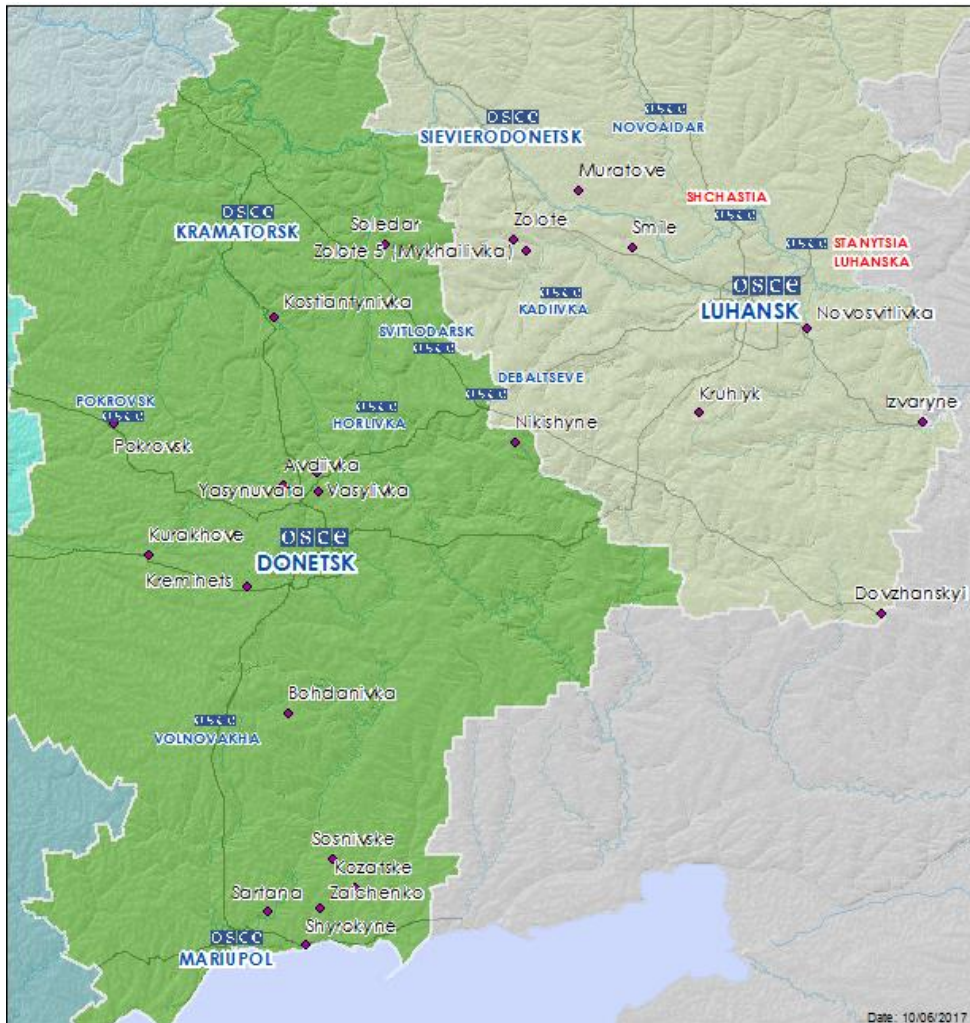 osce
NOVOAIDAR
osce
SIEVIERODONETSK
Muratove
SHCHASTIA
osce
osce
KRAMATORSK
Soledar
Zolote
Smile
osce
STANYTSIA
LUHANSKA
Zolote 5 (Mykhailivka)
osce
LUHANSK
osce
KADIIVKA
Kostiantynivka
Novosvitlivka
SVITLODARSK
osce
DEBALTSEVE
osce
Kruhlyk
Izvaryne
POKROVSK
osce
Pokrovsk
osce
HORLIVKA
Nikishyne
Avdiivka
Yasynuvata
Vasylivka
osce
DONETSK
Kurakhove
Kreminets
Dovzhanskyi
Bohdanivka
osce
VOLNOVAKHA
Sosnivske
Kozatske
Sartana
Zaichenko
Shyrokyne
osce
MARIUPOL
Date: 10/06/2017